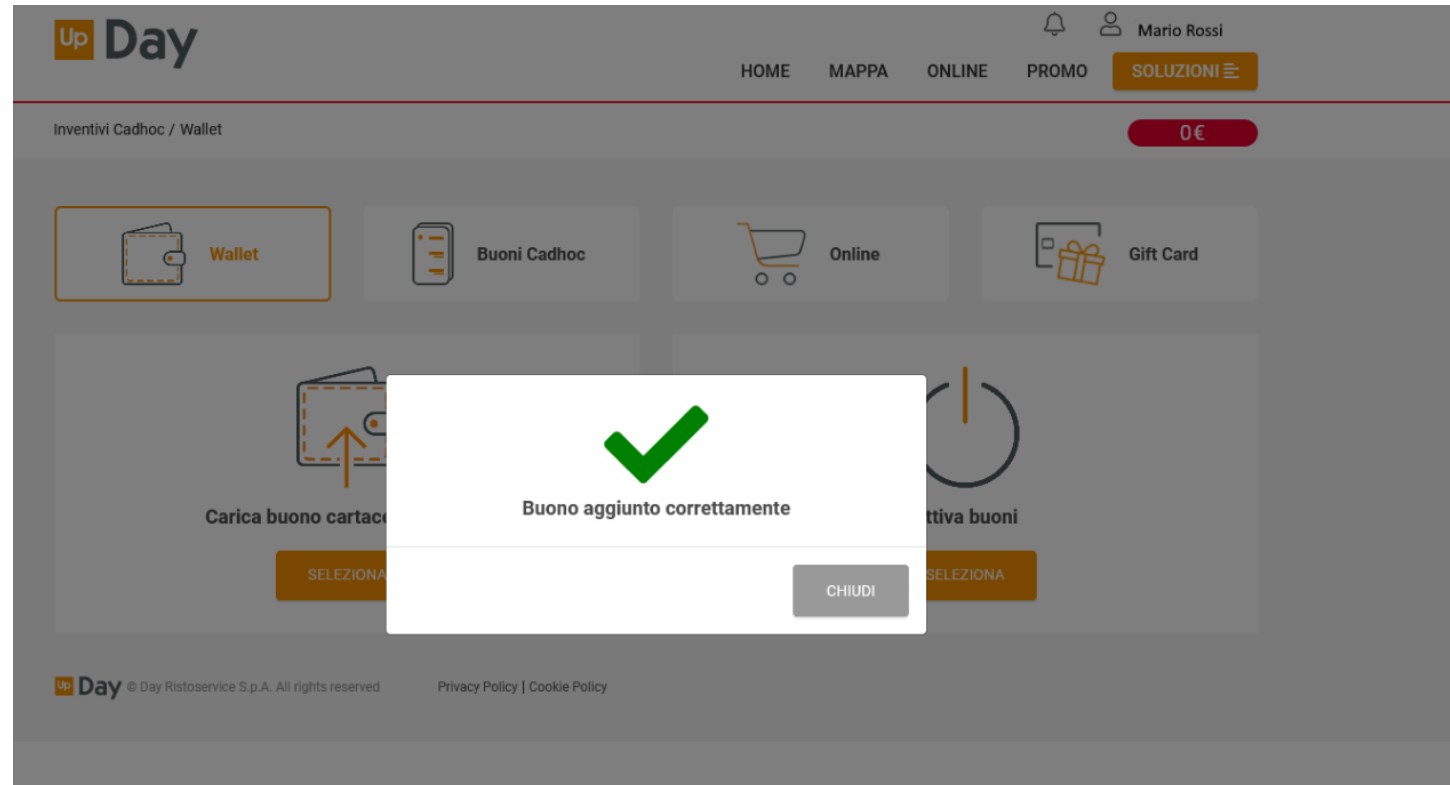 Up Day
Mario Rossi
HOME MAPPA ONLINE PROMO SOLUZIONI
Inventivi Cadhoc / Wallet
0€
Wallet
Buoni Cadhoc
Online
Gift Card
Carica buono cartace
ttiva buoni
SELEZIONA
SELEZIONA
Buono aggiunto correttamente
CHIUDI
Up Day © Day Ristoservice S.p.A. All rights reserved Privacy Policy | Cookie Policy